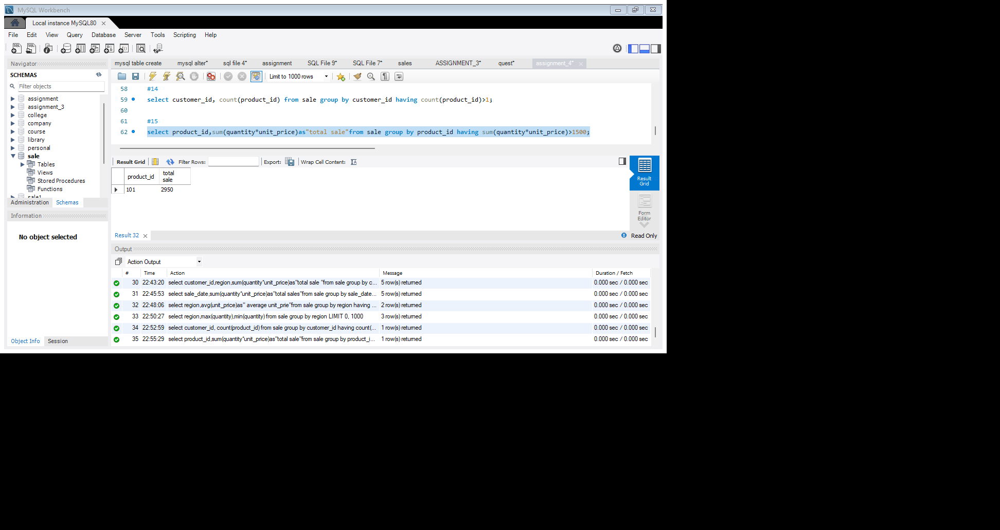 MySQL Workbench
Local instance MySQL80
File Edit View Query Database Server Tools Scripting Help
Navigator
SCHEMAS
Filter objects
assignment
assignment_3
college
company
course
library
personal
sale
Tables
Views
Stored Procedures
Functions
sale1
Administration Schemas
Information
No object selected
Object Info Session
mysql table create mysql alter* sql file 4* assignment SQL File 9* SQL File 7* sales ASSIGNMENT_3* quest* assignment_4*
Limit to 1000 rows
58 #14
59 select customer_id, count(product_id) from sale group by customer_id having count(product_id)>1;
60
61 #15
62 select product_id,sum(quantity*unit_price)as"total sale"from sale group by product_id having sum(quantity*unit_price)>1500;
Result Grid Filter Rows: Export: Wrap Cell Content:
product_id total sale
101 2950
Result Grid
Form Editor
Result 32
Read Only
Output
Action Output
# Time Action Message Duration / Fetch
30 22:43:20 select customer_id,region,sum(quantity*unit_price)as"total sale "from sale group by c... 5 row(s) returned 0.000 sec / 0.000 sec
31 22:45:53 select sale_date,sum(quantity*unit_price)as"total sales"from sale group by sale_date... 5 row(s) returned 0.000 sec / 0.000 sec
32 22:48:06 select region,avg(unit_price)as" average unit_prie"from sale group by region having ... 2 row(s) returned 0.000 sec / 0.000 sec
33 22:50:27 select region,max(quantity),min(quantity) from sale group by region LIMIT 0, 1000 3 row(s) returned 0.000 sec / 0.000 sec
34 22:52:59 select customer_id, count(product_id) from sale group by customer_id having count(... 1 row(s) returned 0.000 sec / 0.000 sec
35 22:55:29 select product_id,sum(quantity*unit_price)as"total sale"from sale group by product_i... 1 row(s) returned 0.000 sec / 0.000 sec